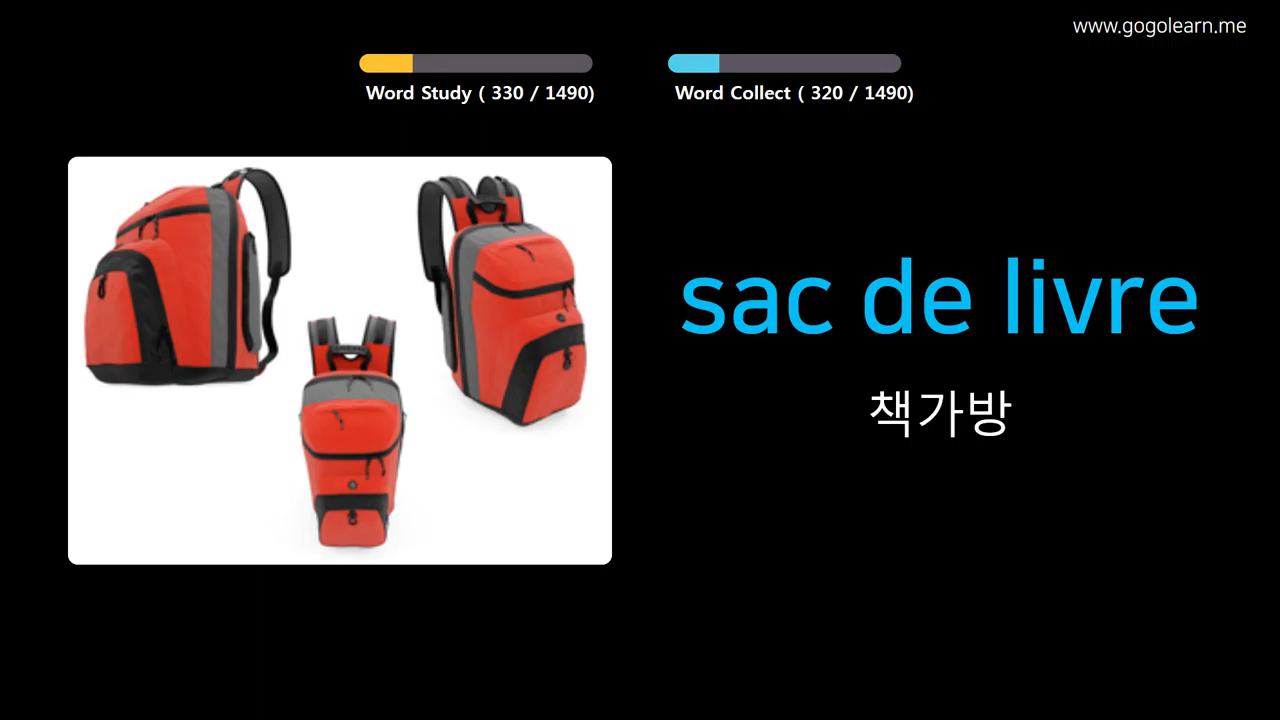 www.gogolearn.me
Word Study ( 330 / 1490)
Word Collect ( 320 / 1490)
sac de livre
책가방